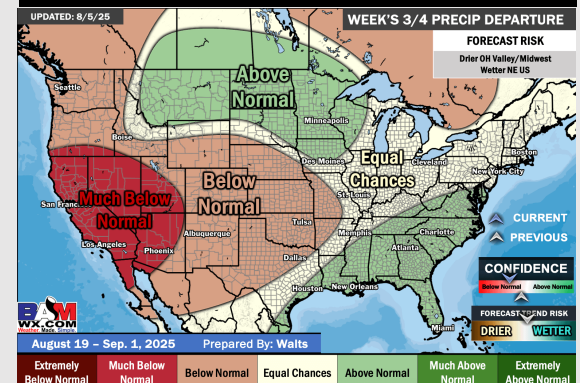 UPDATED: 8/5/25
WEEK'S 3/4 PRECIP DEPARTURE
FORECAST RISK
Drier OH Valley/Midwest
Wetter NE US
Seattle
Above
Normal
Minneapolis
Boise
Boston
Des Moines
Equal
Chances
Cleveland
New York City
Below
Normal
St. Louis
Much Below
Normal
San Franc
Tulsa
Memphis
Charlotte
Albuquerque
Atlanta
Los Angeles
Phoenix
Dallas
Houston
New Orleans
Miami
CURRENT
PREVIOUS
CONFIDENCE
Below Normal
Above Normal
FORECAST TREND RISK
DRIER
WETTER
BAM
WX.COM
Weather. Made. Simple.
August 19 – Sep. 1, 2025
Prepared By: Walts
Extremely
Below Normal
Much Below
Normal
Below Normal
Equal Chances
Above Normal
Much Above
Normal
Extremely
Above Normal